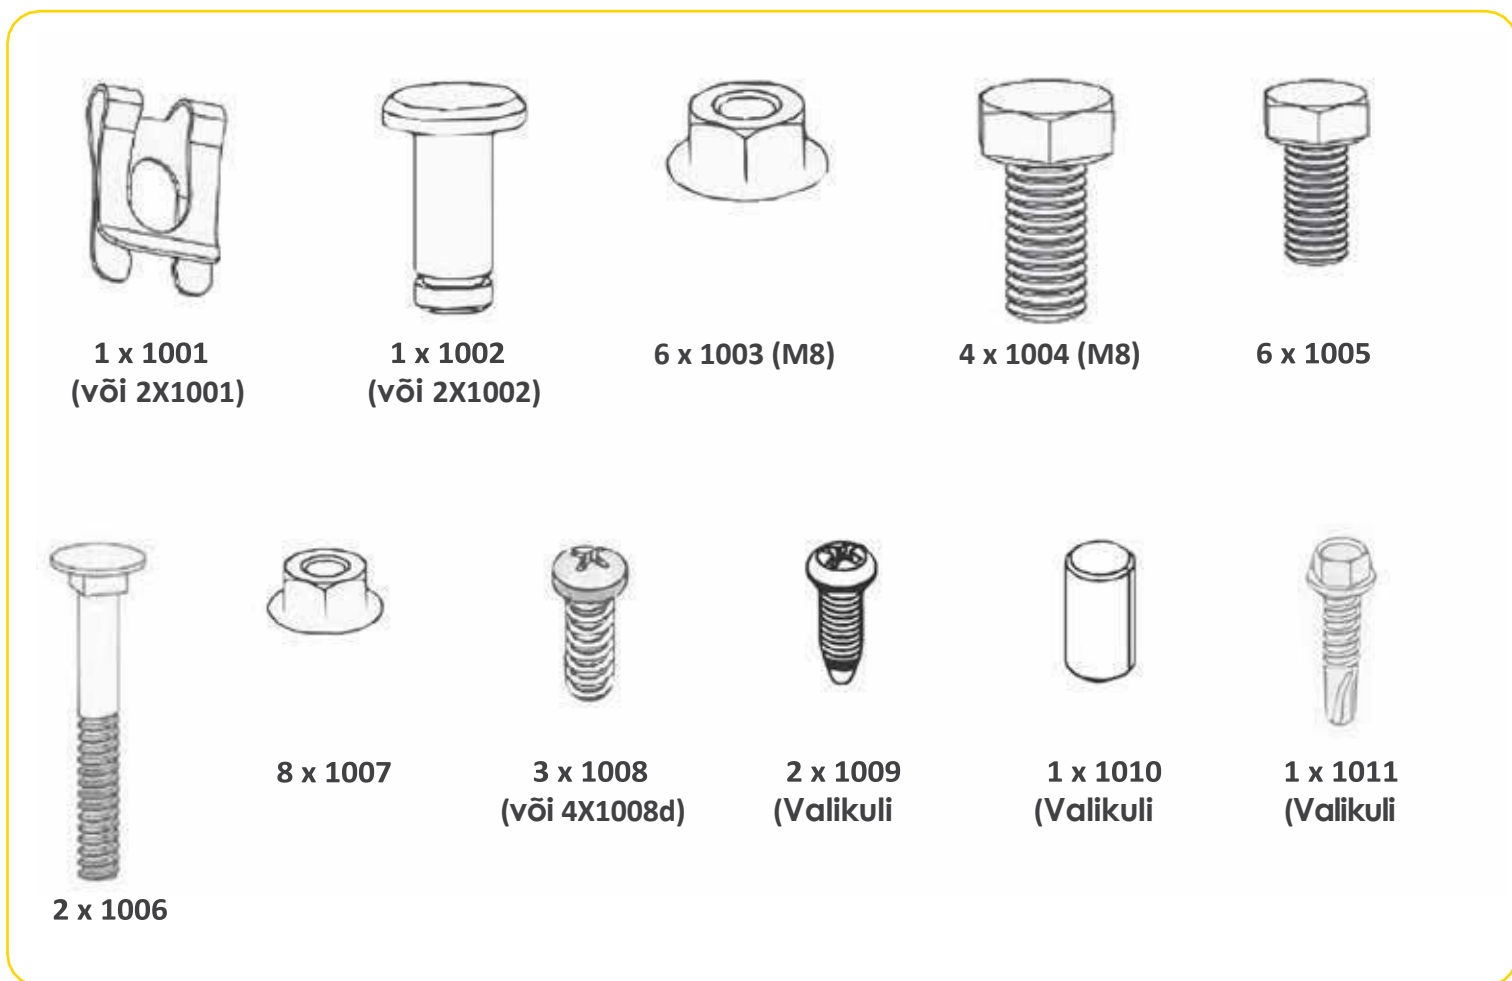 1 x 1001
(või 2X1001)
1 x 1002
(või 2X1002)
6 x 1003 (M8)
4 x 1004 (M8)
6 x 1005
2 x 1006
8 x 1007
3 x 1008
(või 4X1008d)
2 x 1009
(Valikuli
1 x 1010
(Valikuli
1 x 1011
(Valikuli